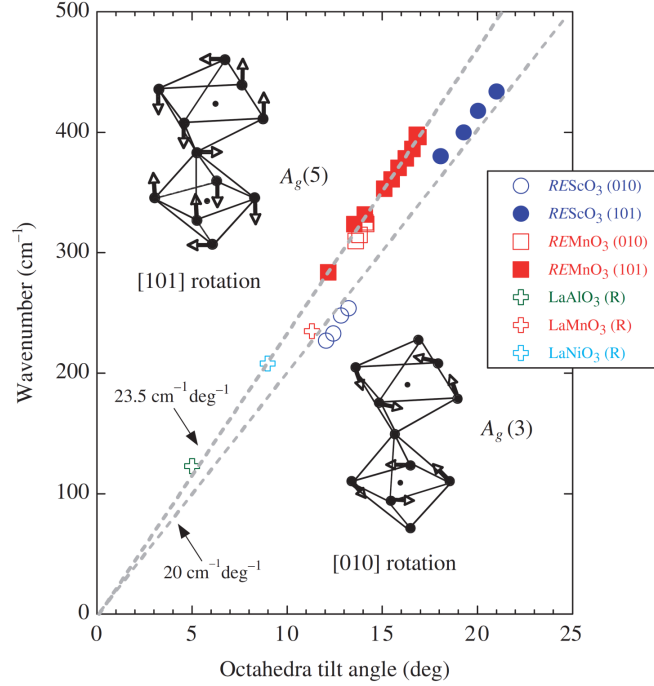 500
400
300
200
100
0
Wavenumber (cm⁻¹)
A_g(5)
[101] rotation
REScO₃ (010)
REScO₃ (101)
REMnO₃ (010)
REMnO₃ (101)
LaAlO₃ (R)
LaMnO₃ (R)
LaNiO₃ (R)
23.5 cm⁻¹deg⁻¹
A_g(3)
20 cm⁻¹deg⁻¹
[010] rotation
0 5 10 15 20 25
Octahedra tilt angle (deg)